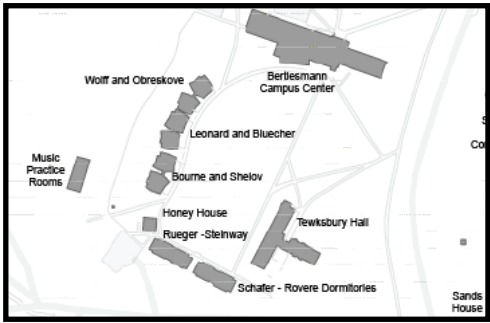 Wolff and Obreskove
Bertlesmann
Campus Center
Leonard and Bluecher
Music
Practice
Rooms
Bourne and Shelov
Honey House
Rueger -Steinway
Tewksbury Hall
Schafer - Rovere Dormitories
Sands
House
S
Co